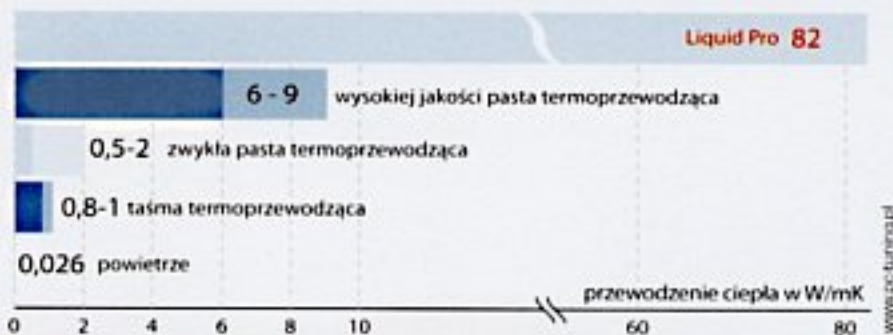 Liquid Pro 82
6 - 9 wysokiej jakości pasta termoprzewodząca
0,5-2 zwykła pasta termoprzewodząca
0,8-1 taśma termoprzewodząca
0,026 powietrze
przewodzenie ciepła w W/mK
0 2 4 6 8 10 60 80